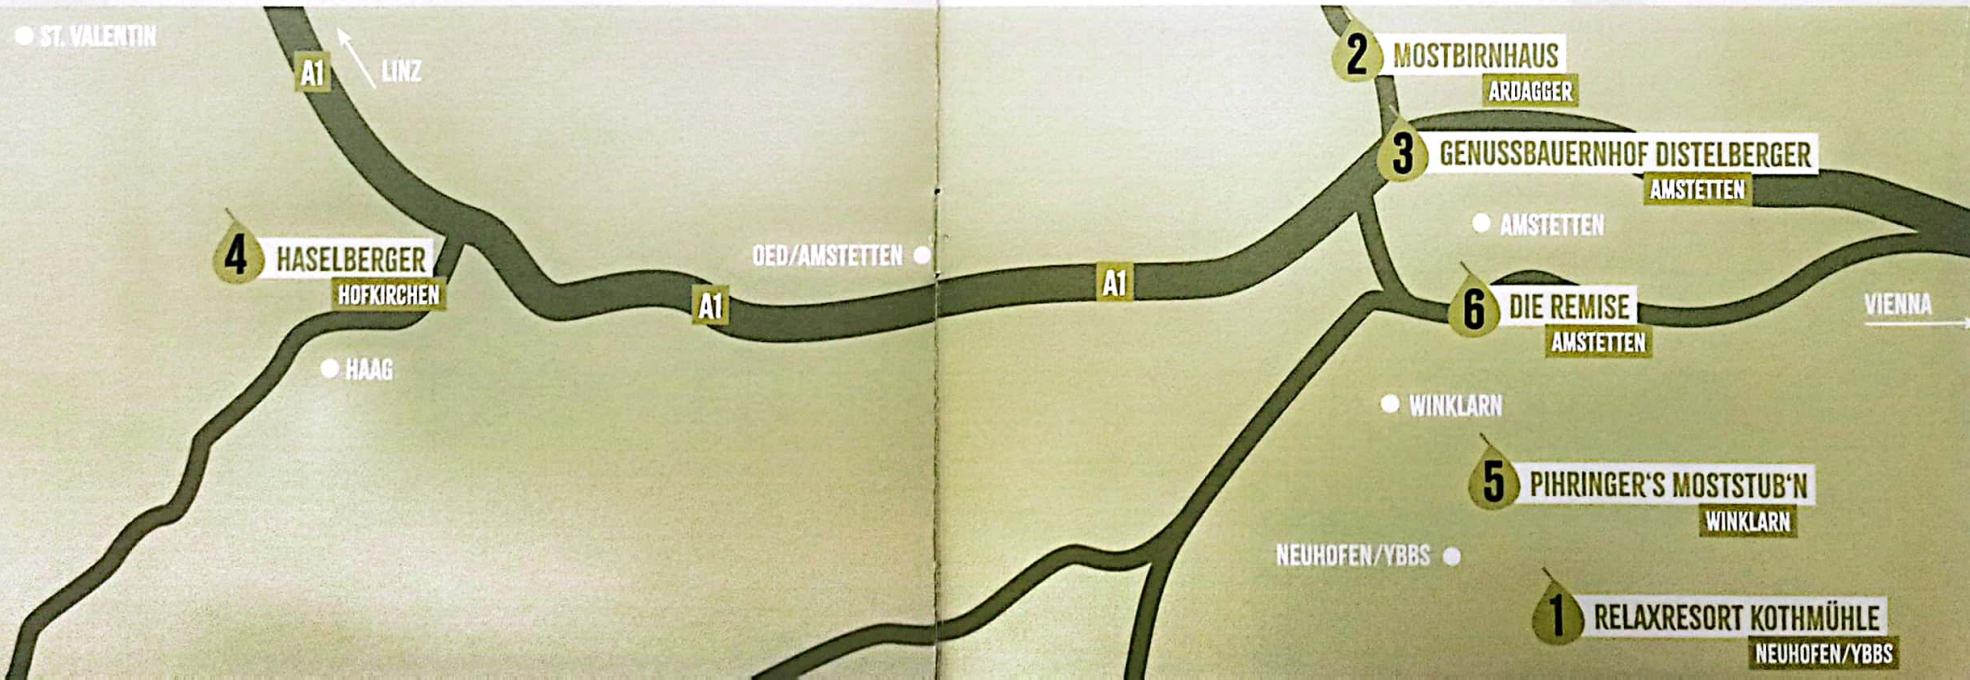 ST. VALENTIN
A1
LINZ
4 HASELBERGER
HOFKIRCHEN
HAAG
OED/AMSTETTEN
A1
A1
2 MOSTBIRNHAUS
ARDAGGER
3 GENUSSBAUERNHOF DISTELBERGER
AMSTETTEN
AMSTETTEN
6 DIE REMISE
AMSTETTEN
VIENNA
WINKLARN
5 PIHRINGER‘S MOSTSTUB‘N
WINKLARN
NEUHOFEN/YBBS
1 RELAXRESORT KOTHMÜHLE
NEUHOFEN/YBBS